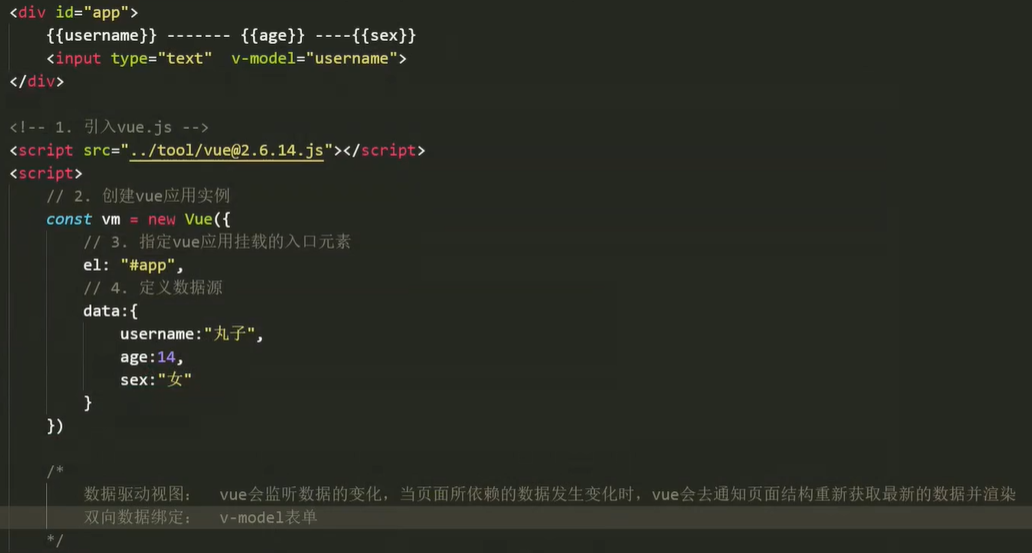 <div id="app">
{{username}} ------- {{age}} ----{{sex}}
<input type="text"  v-model="username">
</div>
<!-- 1. 引入vue.js -->
<script src="../tool/vue@2.6.14.js"></script>
<script>
// 2. 创建vue应用实例
const vm = new Vue({
// 3. 指定vue应用挂载的入口元素
el: "#app",
// 4. 定义数据源
data:{
username:"丸子",
age:14,
sex:"女"
}
})
/*
数据驱动视图：  vue会监听数据的变化，当页面所依赖的数据发生变化时，vue会去通知页面结构重新获取最新的数据并渲染
双向数据绑定：  v-model表单
*/